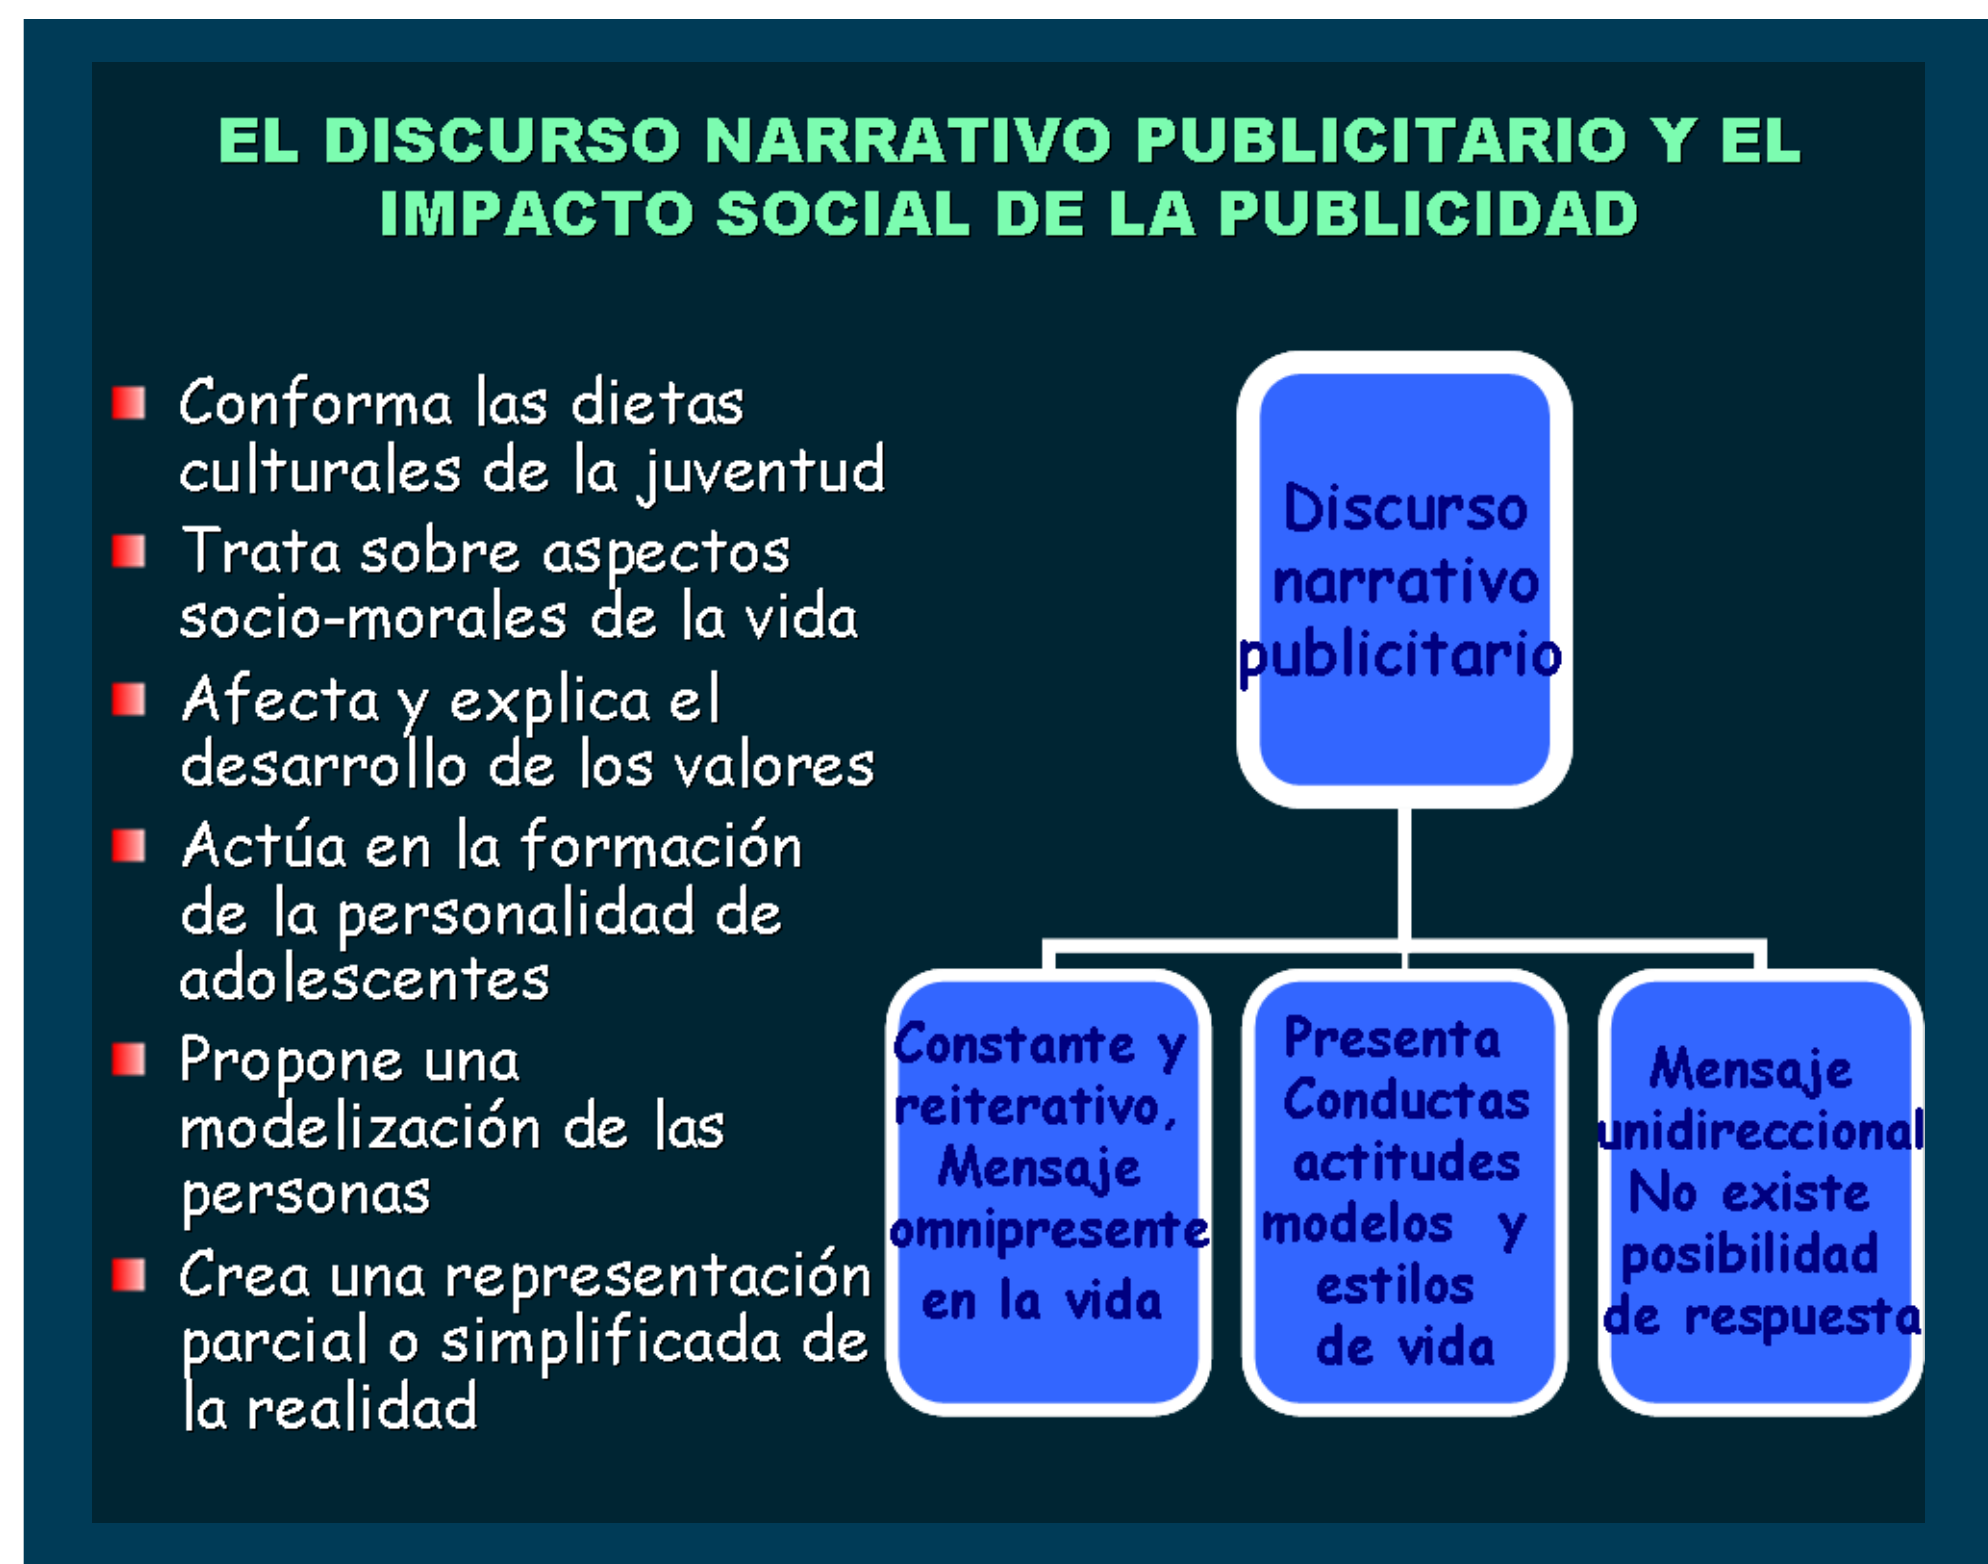 EL DISCURSO NARRATIVO PUBLICITARIO Y EL
IMPACTO SOCIAL DE LA PUBLICIDAD
Conforma las dietas
culturales de la juventud
Trata sobre aspectos
socio-morales de la vida
Afecta y explica el
desarrollo de los valores
Actúa en la formación
de la personalidad de
adolescentes
Propone una
modelización de las
personas
Crea una representación
parcial o simplificada de
la realidad
Discurso
narrativo
publicitario
Constante y
reiterativo,
Mensaje
omnipresente
en la vida
Presenta
Conductas
actitudes
modelos y
estilos
de vida
Mensaje
unidireccional
No existe
posibilidad
de respuesta